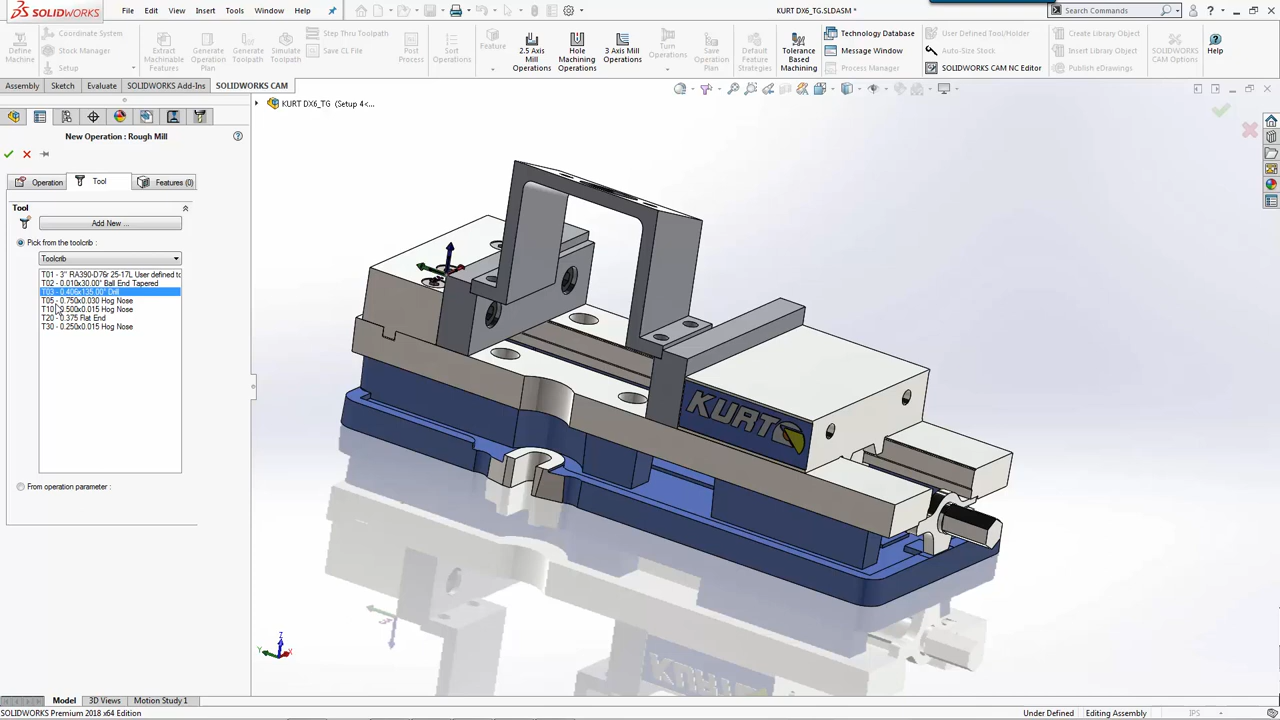 SOLIDWORKS
File
Edit
View
Insert
Tools
Window
Help
KURT DX6_TG.SLDASM *
Search Commands
Define
Machine
Coordinate System
Stock Manager
Setup
Extract
Machinable
Features
Generate
Operation
Plan
Generate
Toolpath
Simulate
Toolpath
Step Thru Toolpath
Save CL File
Post
Process
Sort
Operations
Feature
2.5 Axis
Mill
Operations
Hole
Machining
Operations
3 Axis Mill
Operations
Turn
Operations
Default
Feature
Strategies
Save
Operation
Plan
Tolerance
Based
Machining
Technology Database
Message Window
Process Manager
User Defined Tool/Holder
Auto-Size Stock
SOLIDWORKS CAM NC Editor
Create Library Object
Insert Library Object
Publish eDrawings
SOLIDWORKS
CAM Options
Help
Assembly
Sketch
Evaluate
SOLIDWORKS Add-Ins
SOLIDWORKS CAM
KURT DX6_TG (Setup 4<...
New Operation : Rough Mill
Operation
Tool
Features (0)
Tool
Add New ...
Pick from the toolcrib :
Toolcrib
T01 - 3" RA390-D76r 25-17L User defined to
T02 - 0.010x30.00° Ball End Tapered
T03 - 0.406x135.00° Drill
T05 - 0.750x0.030 Hog Nose
T10 - 0.500x0.015 Hog Nose
T20 - 0.375 Flat End
T30 - 0.250x0.015 Hog Nose
From operation parameter :
KURT
Z
Y
X
Model
3D Views
Motion Study 1
SOLIDWORKS Premium 2018 x64 Edition
Under Defined
Editing Assembly
IPS